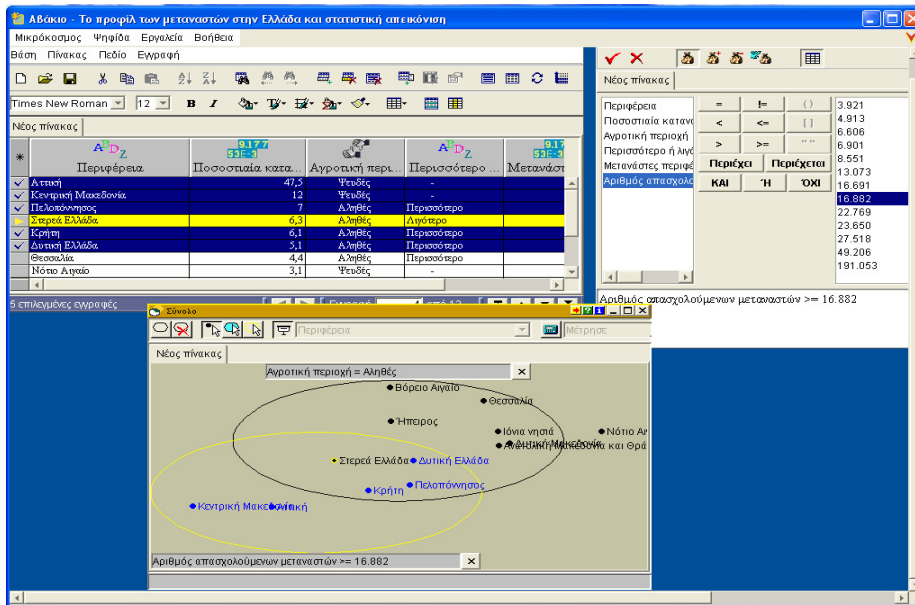 Αβάκιο - Το προφίλ των μεταναστών στην Ελλάδα και στατιστική απεικόνιση
Μικρόκοσμος Ψηφίδα Εργαλεία Βοήθεια
Βάση Πίνακας Πεδίο Εγγραφή
Times New Roman 12 B I
Νέος πίνακας
Περιφέρεια Ποσοστιαία κατα... Αγροτική περι... Περισσότερο ... Μετανάστ
Αττική 47,5 Ψευδές -
Κεντρική Μακεδονία 12 Ψευδές -
Πελοπόννησος 7 Αληθές Περισσότερο
Στερεά Ελλάδα 6,3 Αληθές Λιγότερο
Κρήτη 6,1 Αληθές Περισσότερο
Δυτική Ελλάδα 5,1 Αληθές Περισσότερο
Θεσσαλία 4,4 Αληθές Περισσότερο
Νότιο Αιγαίο 3,1 Ψευδές -
5 επιλεγμένες εγγραφές
Νέος πίνακας
Περιφέρεια
Ποσοστιαία κατανο
Αγροτική περιοχή
Περισσότερο ή λιγό
Μετανάστες περιφέ
Αριθμός απασχολο
= != ( )
< <= [ ]
> >= " "
Περιέχει Περιέχεται
ΚΑΙ Ή ΌΧΙ
3.921
4.913
6.606
6.901
8.551
13.073
16.691
16.882
22.769
23.650
27.518
49.206
191.053
Αριθμός απασχολούμενων μεταναστών >= 16.882
Σύνολο
Περιφέρεια Μέτρησε
Νέος πίνακας
Αγροτική περιοχή = Αληθές
Βόρειο Αιγαίο
Θεσσαλία
Ήπειρος
Ιόνια νησιά
Νότιο Αι
Δυτική Μακεδονία
Στερεά Ελλάδα
Δυτική Ελλάδα
Κρήτη
Πελοπόννησος
Κεντρική Μακεδονία
Αριθμός απασχολούμενων μεταναστών >= 16.882